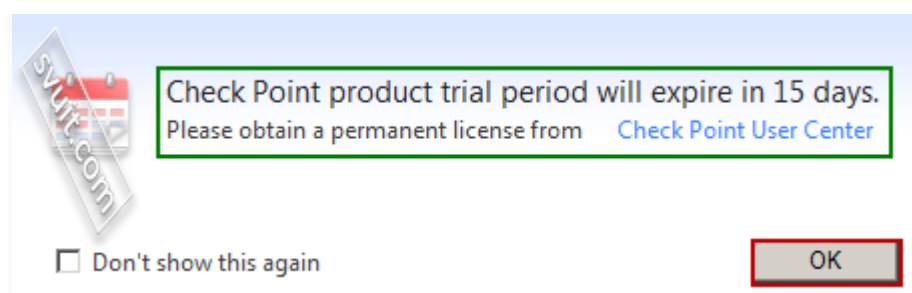 svuit.com
Check Point product trial period will expire in 15 days.
Please obtain a permanent license from Check Point User Center
Don't show this again
OK